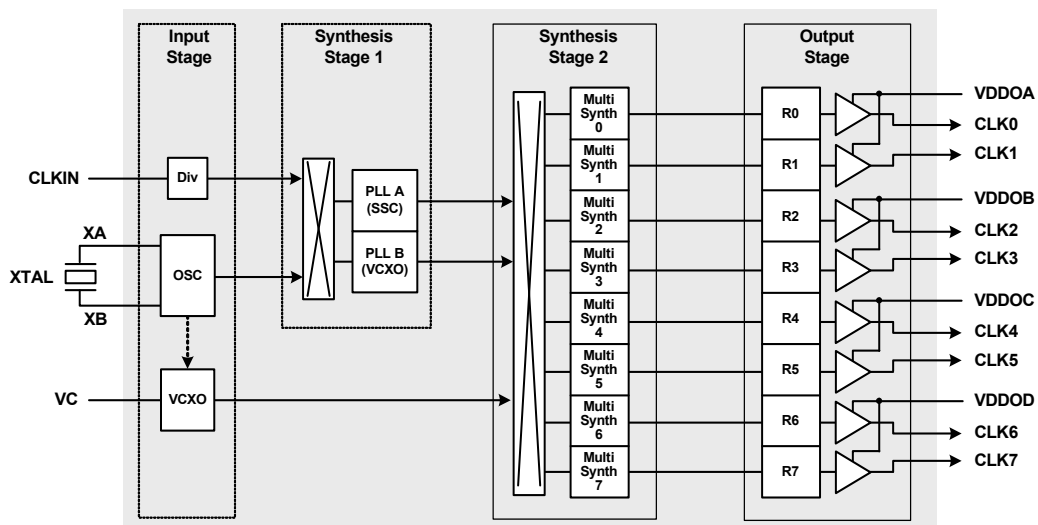 Input
Stage
Synthesis
Stage 1
Synthesis
Stage 2
Output
Stage
CLKIN
Div
XA
XTAL
XB
OSC
VC
VCXO
PLL A
(SSC)
PLL B
(VCXO)
Multi
Synth
0
Multi
Synth
1
Multi
Synth
2
Multi
Synth
3
Multi
Synth
4
Multi
Synth
5
Multi
Synth
6
Multi
Synth
7
R0
R1
R2
R3
R4
R5
R6
R7
VDDOA
CLK0
CLK1
VDDOB
CLK2
CLK3
VDDOC
CLK4
CLK5
VDDOD
CLK6
CLK7